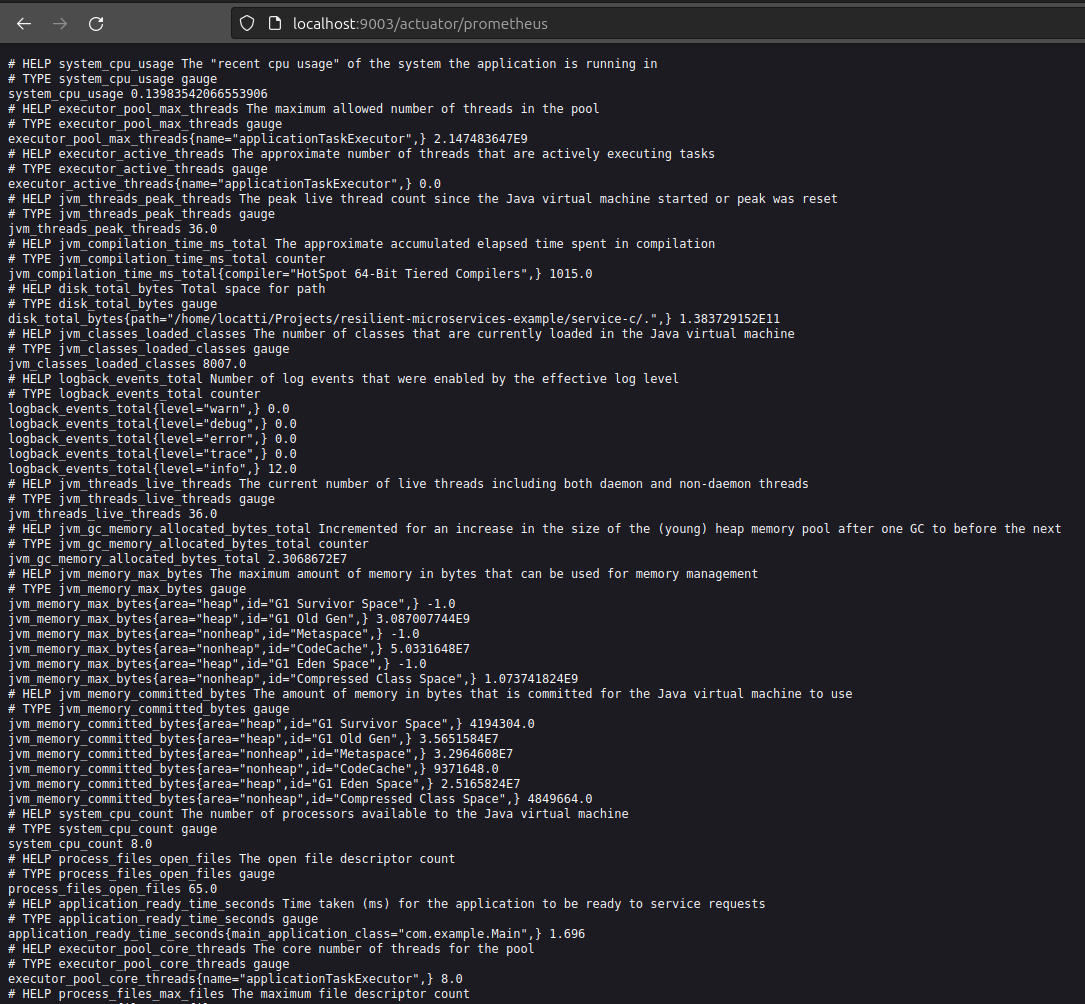 localhost:9003/actuator/prometheus
# HELP system_cpu_usage The "recent cpu usage" of the system the application is running in
# TYPE system_cpu_usage gauge
system_cpu_usage 0.13983542066553906
# HELP executor_pool_max_threads The maximum allowed number of threads in the pool
# TYPE executor_pool_max_threads gauge
executor_pool_max_threads{name="applicationTaskExecutor",} 2.147483647E9
# HELP executor_active_threads The approximate number of threads that are actively executing tasks
# TYPE executor_active_threads gauge
executor_active_threads{name="applicationTaskExecutor",} 0.0
# HELP jvm_threads_peak_threads The peak live thread count since the Java virtual machine started or peak was reset
# TYPE jvm_threads_peak_threads gauge
jvm_threads_peak_threads 36.0
# HELP jvm_compilation_time_ms_total The approximate accumulated elapsed time spent in compilation
# TYPE jvm_compilation_time_ms_total counter
jvm_compilation_time_ms_total{compiler="HotSpot 64-Bit Tiered Compilers",} 1015.0
# HELP disk_total_bytes Total space for path
# TYPE disk_total_bytes gauge
disk_total_bytes{path="/home/locatti/Projects/resilient-microservices-example/service-c/.",} 1.383729152E11
# HELP jvm_classes_loaded_classes The number of classes that are currently loaded in the Java virtual machine
# TYPE jvm_classes_loaded_classes gauge
jvm_classes_loaded_classes 8007.0
# HELP logback_events_total Number of log events that were enabled by the effective log level
# TYPE logback_events_total counter
logback_events_total{level="warn",} 0.0
logback_events_total{level="debug",} 0.0
logback_events_total{level="error",} 0.0
logback_events_total{level="trace",} 0.0
logback_events_total{level="info",} 12.0
# HELP jvm_threads_live_threads The current number of live threads including both daemon and non-daemon threads
# TYPE jvm_threads_live_threads gauge
jvm_threads_live_threads 36.0
# HELP jvm_gc_memory_allocated_bytes_total Incremented for an increase in the size of the (young) heap memory pool after one GC to before the next
# TYPE jvm_gc_memory_allocated_bytes_total counter
jvm_gc_memory_allocated_bytes_total 2.3068672E7
# HELP jvm_memory_max_bytes The maximum amount of memory in bytes that can be used for memory management
# TYPE jvm_memory_max_bytes gauge
jvm_memory_max_bytes{area="heap",id="G1 Survivor Space",} -1.0
jvm_memory_max_bytes{area="heap",id="G1 Old Gen",} 3.087007744E9
jvm_memory_max_bytes{area="nonheap",id="Metaspace",} -1.0
jvm_memory_max_bytes{area="nonheap",id="CodeCache",} 5.0331648E7
jvm_memory_max_bytes{area="heap",id="G1 Eden Space",} -1.0
jvm_memory_max_bytes{area="nonheap",id="Compressed Class Space",} 1.073741824E9
# HELP jvm_memory_committed_bytes The amount of memory in bytes that is committed for the Java virtual machine to use
# TYPE jvm_memory_committed_bytes gauge
jvm_memory_committed_bytes{area="heap",id="G1 Survivor Space",} 4194304.0
jvm_memory_committed_bytes{area="heap",id="G1 Old Gen",} 3.5651584E7
jvm_memory_committed_bytes{area="nonheap",id="Metaspace",} 3.2964608E7
jvm_memory_committed_bytes{area="nonheap",id="CodeCache",} 9371648.0
jvm_memory_committed_bytes{area="heap",id="G1 Eden Space",} 2.5165824E7
jvm_memory_committed_bytes{area="nonheap",id="Compressed Class Space",} 4849664.0
# HELP system_cpu_count The number of processors available to the Java virtual machine
# TYPE system_cpu_count gauge
system_cpu_count 8.0
# HELP process_files_open_files The open file descriptor count
# TYPE process_files_open_files gauge
process_files_open_files 65.0
# HELP application_ready_time_seconds Time taken (ms) for the application to be ready to service requests
# TYPE application_ready_time_seconds gauge
application_ready_time_seconds{main_application_class="com.example.Main",} 1.696
# HELP executor_pool_core_threads The core number of threads for the pool
# TYPE executor_pool_core_threads gauge
executor_pool_core_threads{name="applicationTaskExecutor",} 8.0
# HELP process_files_max_files The maximum file descriptor count